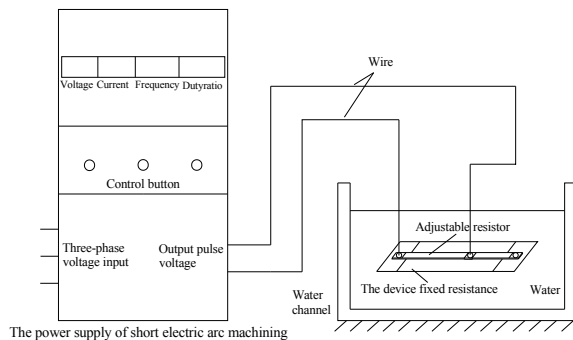 Voltage Current Frequency Dutyratio
Control button
Three-phase
voltage input
Output pulse
voltage
Wire
Adjustable resistor
The device fixed resistance
Water
Water
channel
The power supply of short electric arc machining